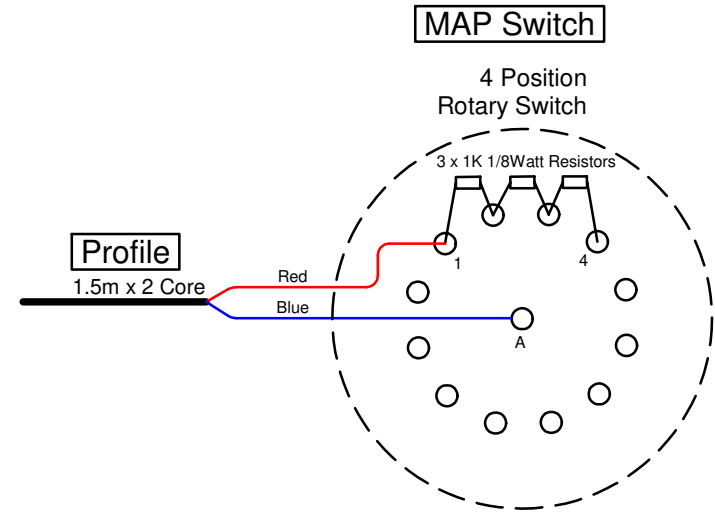 MAP Switch
4 Position
Rotary Switch
3 x 1K 1/8Watt Resistors
1
4
Profile
1.5m x 2 Core
Red
Blue
A